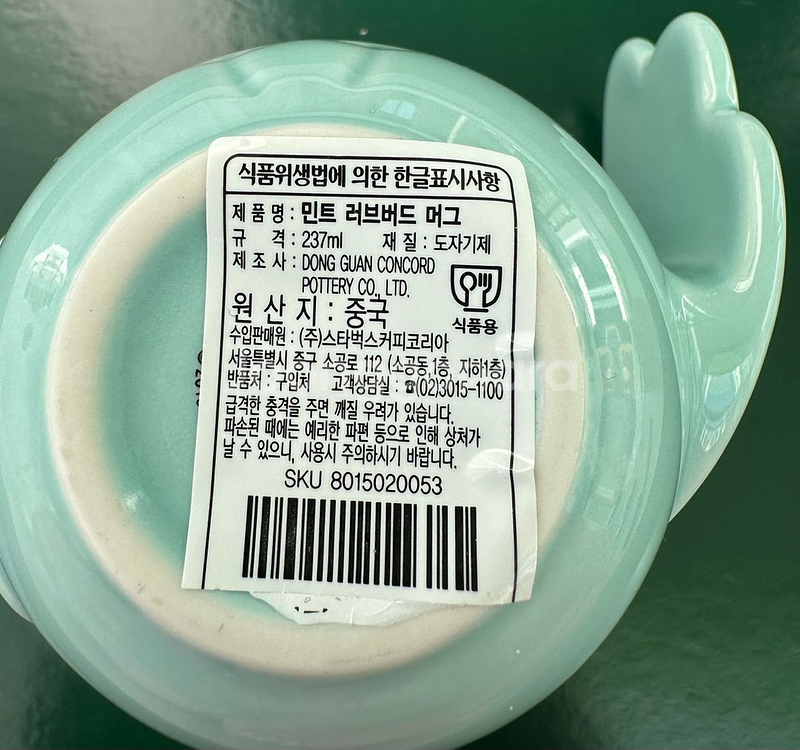 식품위생법에 의한 한글표시사항
제품명 : 민트 러브버드 머그
규격 : 237ml 재질 : 도자기제
제조사 : DONG GUAN CONCORD
POTTERY CO., LTD.
식품용
원산지 : 중국
수입판매원 : (주)스타벅스커피코리아
서울특별시 중구 소공로 112 (소공동,1층, 지하1층)
반품처 : 구입처 고객상담실 : ☎(02)3015-1100
급격한 충격을 주면 깨질 우려가 있습니다.
파손된 때에는 예리한 파편 등으로 인해 상처가
날 수 있으니, 사용시 주의하시기 바랍니다.
SKU 8015020053